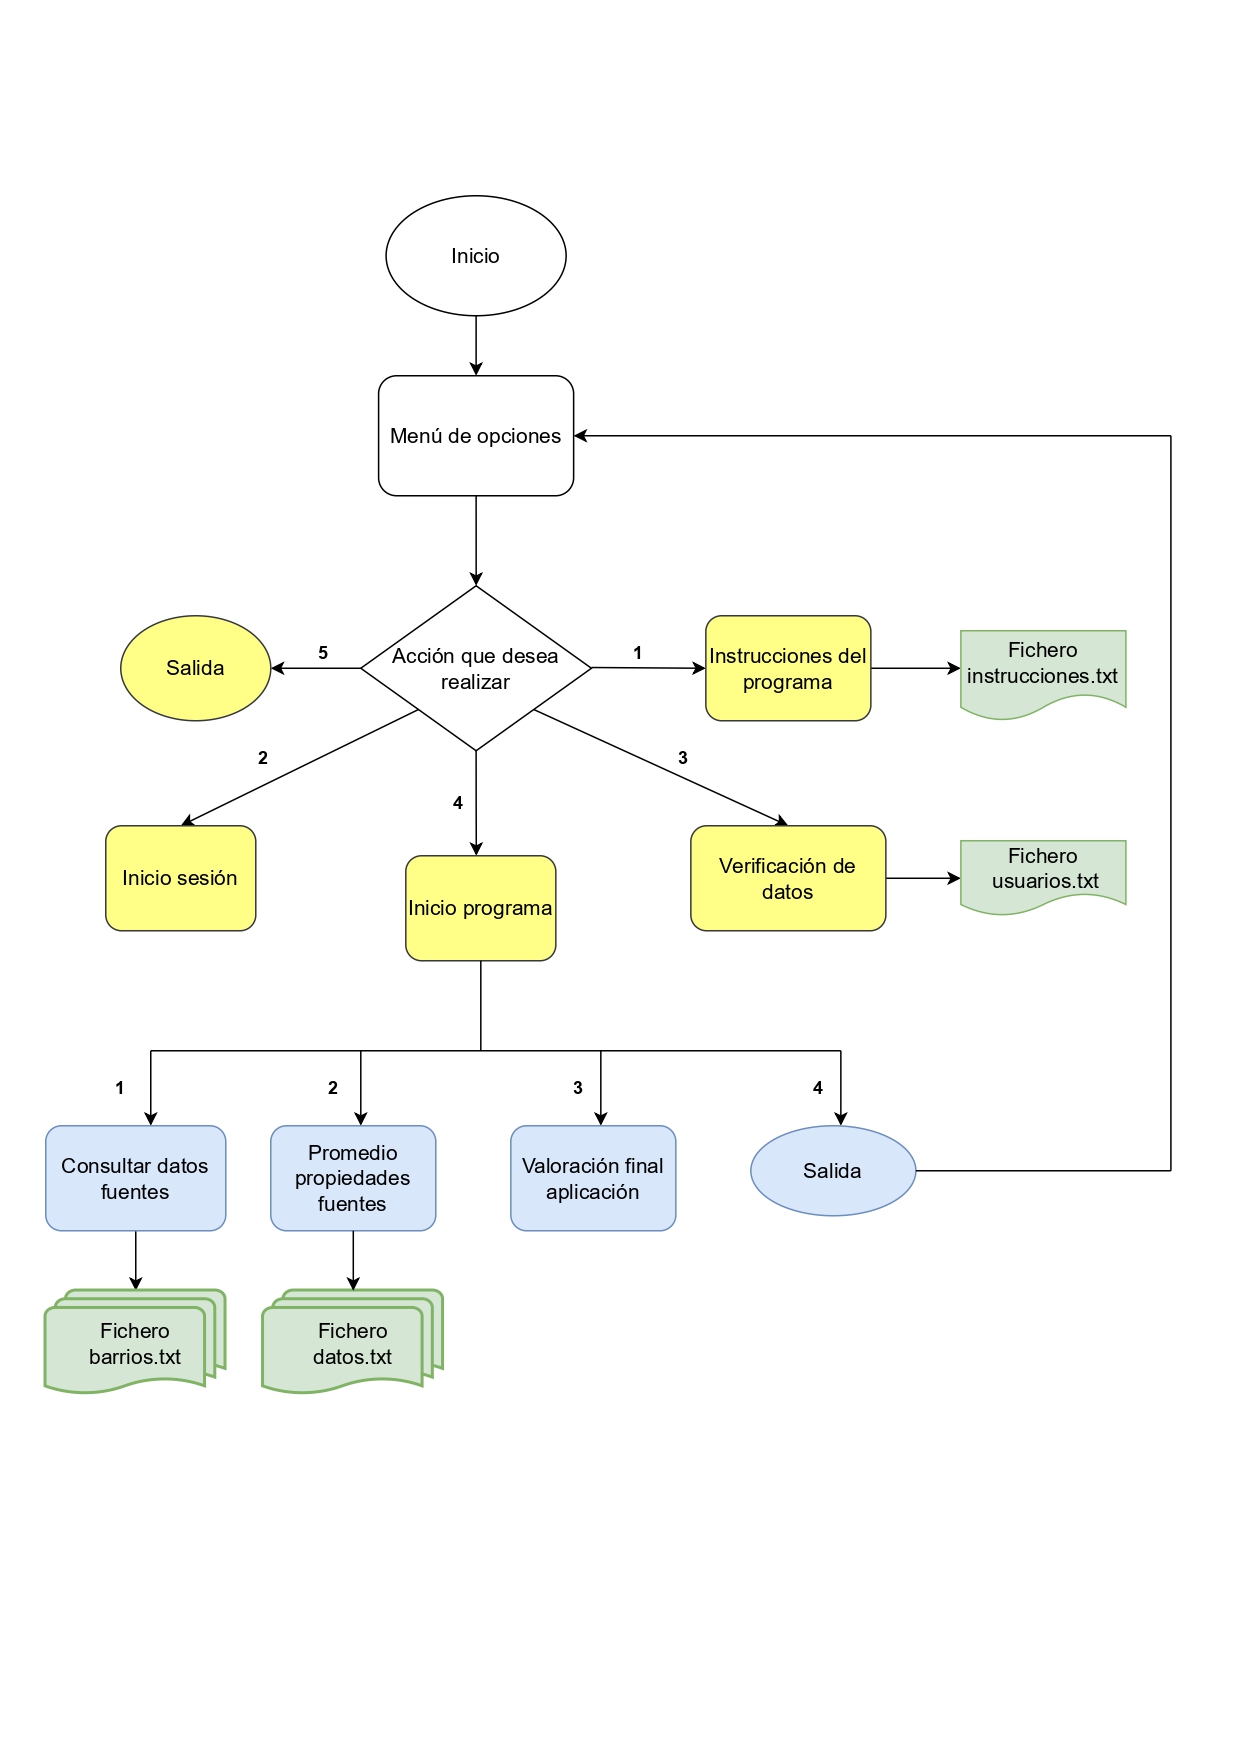 Inicio
Menú de opciones
Acción que desea
realizar
5
Salida
1
Instrucciones del
programa
Fichero
instrucciones.txt
2
4
3
Inicio sesión
Inicio programa
Verificación de
datos
Fichero
usuarios.txt
1
2
3
4
Consultar datos
fuentes
Promedio
propiedades
fuentes
Valoración final
aplicación
Salida
Fichero
barrios.txt
Fichero
datos.txt